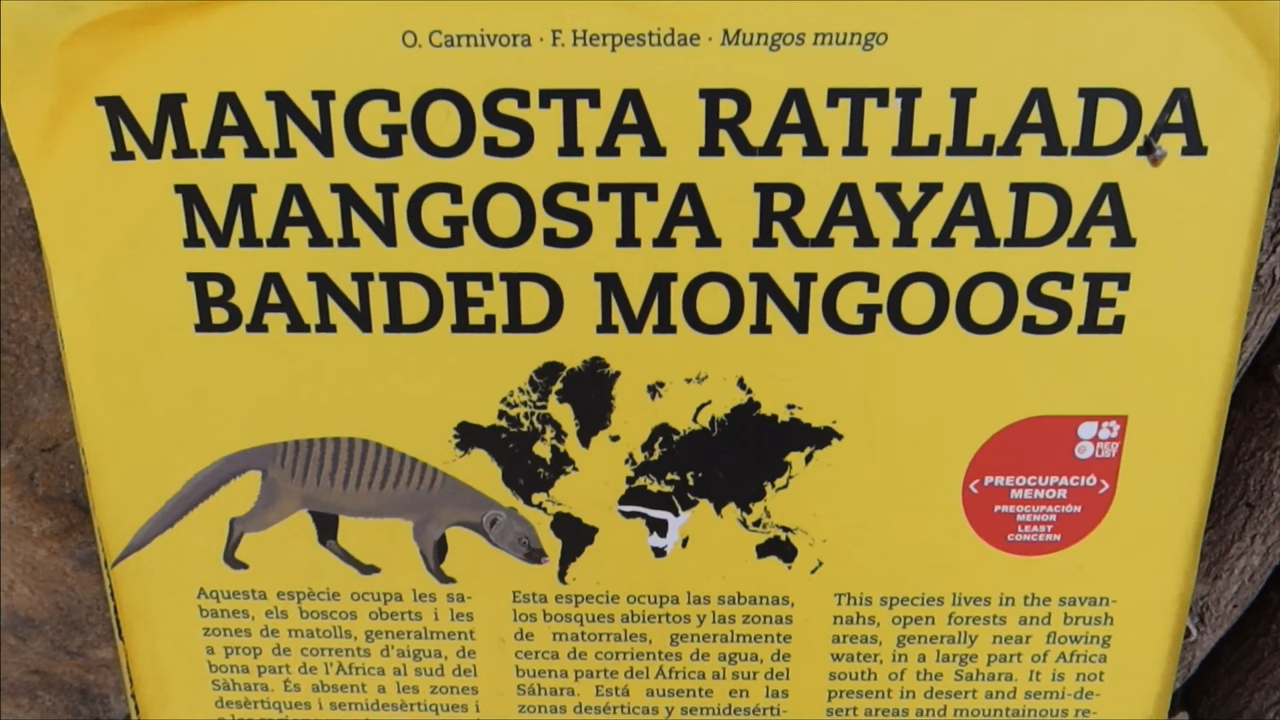 O. Carnivora · F. Herpestidae · Mungos mungo
MANGOSTA RATLLADA
MANGOSTA RAYADA
BANDED MONGOOSE
RED
LIST
PREOCUPACIÓ
MENOR
PREOCUPACIÓN
MENOR
LEAST
CONCERN
Aquesta espècie ocupa les sa-
banes, els boscos oberts i les
zones de matolls, generalment
a prop de corrents d'aigua, de
bona part de l'Àfrica al sud del
Sàhara. És absent a les zones
desèrtiques i semidesèrtiques i
Esta especie ocupa las sabanas,
los bosques abiertos y las zonas
de matorrales, generalmente
cerca de corrientes de agua, de
buena parte del África al sur del
Sáhara. Está ausente en las
zonas desérticas y semidesérti-
This species lives in the savan-
nahs, open forests and brush
areas, generally near flowing
water, in a large part of Africa
south of the Sahara. It is not
present in desert and semi-de-
sert areas and mountainous re-